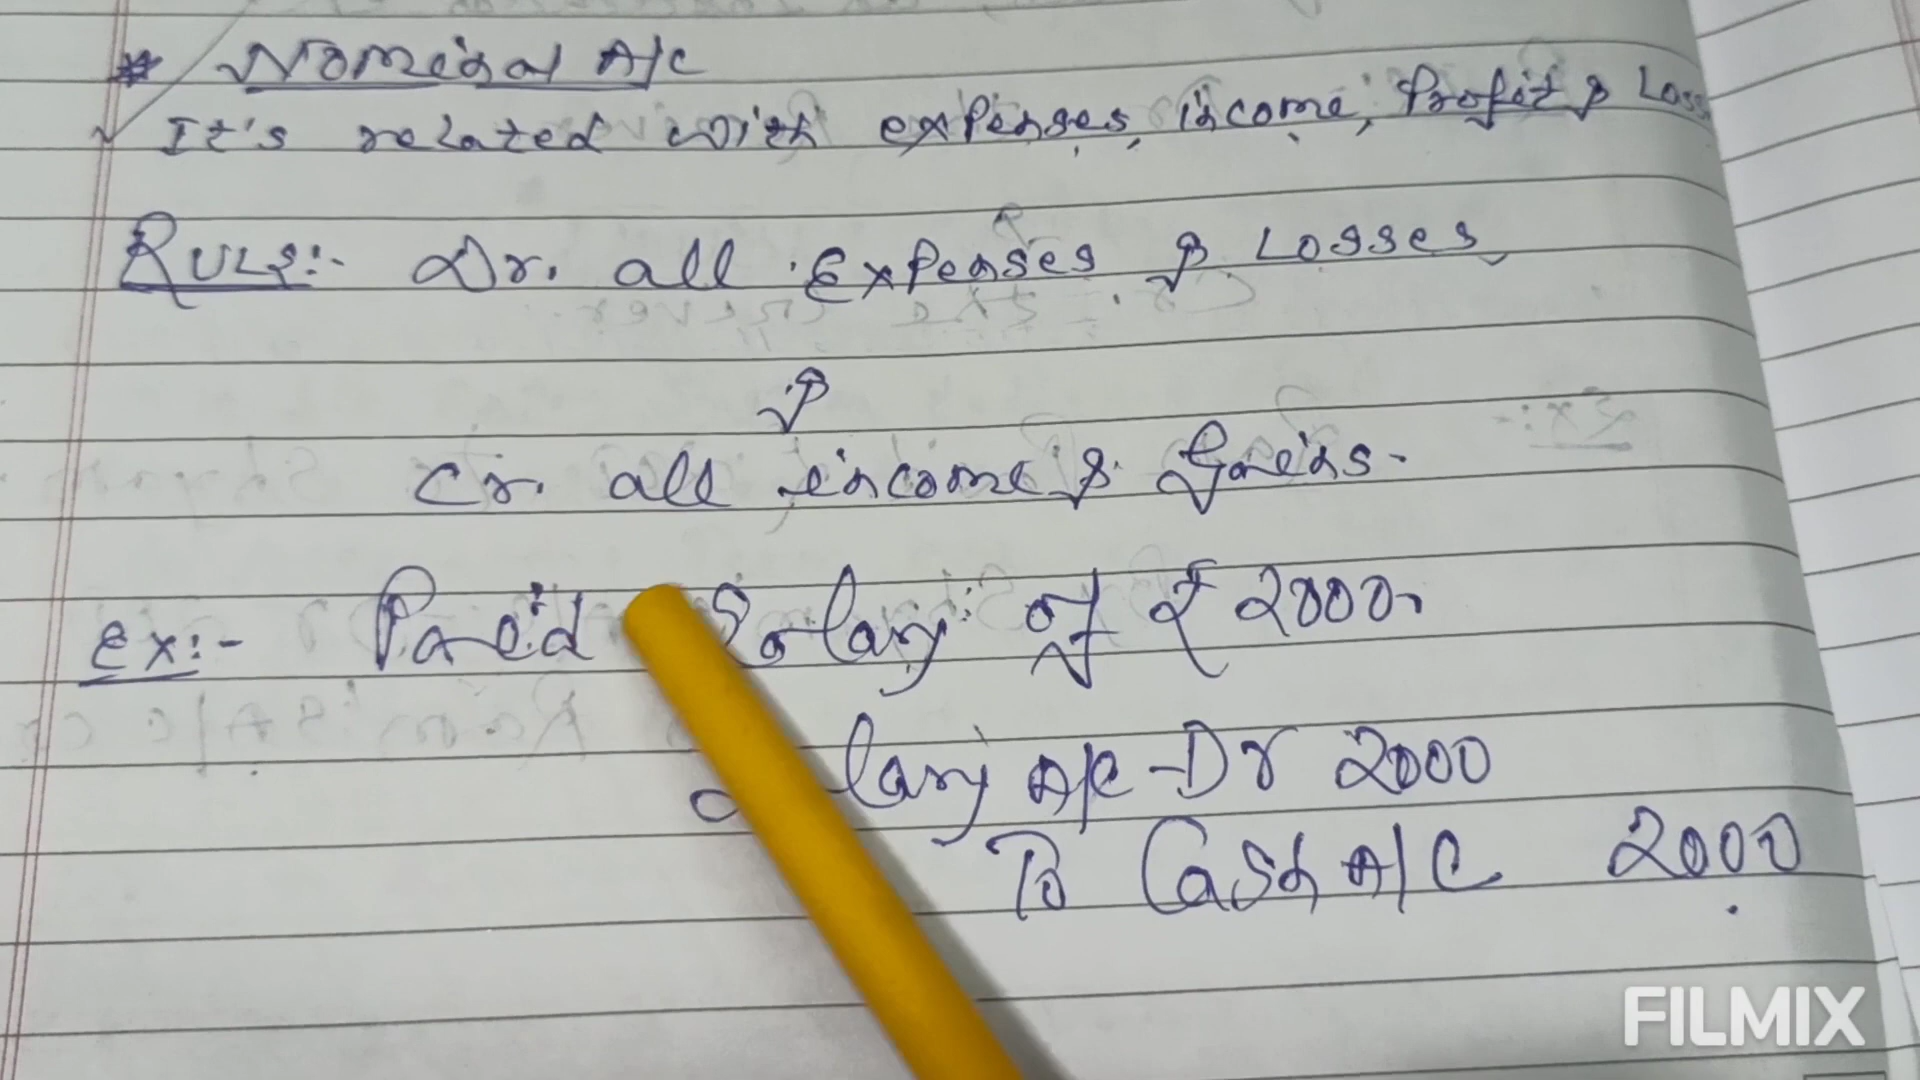 * Nominal A/c
It's related with expenses, income, Profit & Loss
Rule:- Dr. all Expenses & Losses
&
Cr. all income & Gains.
Ex:- Paid Salary of ₹ 2000
lary A/c - Dr 2000
To Cash A/C 2000
FILMIX